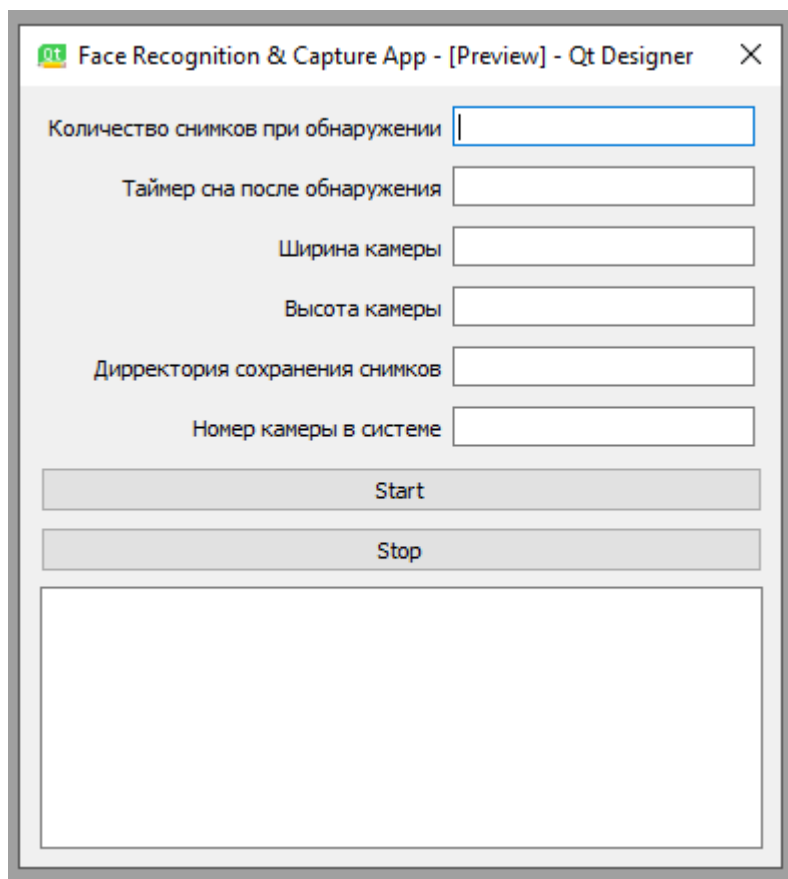 Qt Face Recognition & Capture App - [Preview] - Qt Designer
Количество снимков при обнаружении
Таймер сна после обнаружения
Ширина камеры
Высота камеры
Дирректория сохранения снимков
Номер камеры в системе
Start
Stop